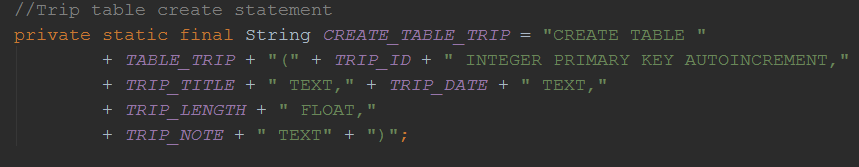 //Trip table create statement
private static final String CREATE_TABLE_TRIP = "CREATE TABLE "
+ TABLE_TRIP + "(" + TRIP_ID + " INTEGER PRIMARY KEY AUTOINCREMENT,"
+ TRIP_TITLE + " TEXT," + TRIP_DATE + " TEXT,"
+ TRIP_LENGTH + " FLOAT,"
+ TRIP_NOTE + " TEXT" + ")";